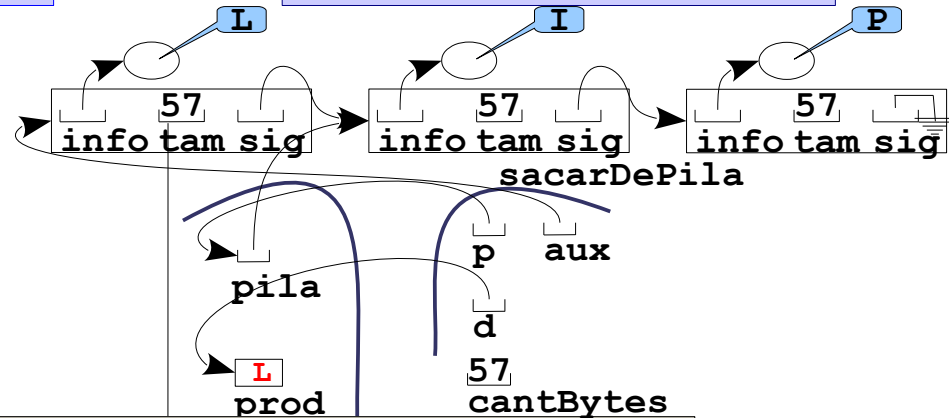 L I P
57 57 57
info tam sig info tam sig info tam sig
sacarDePila
p aux
pila
d
L 57
prod cantBytes